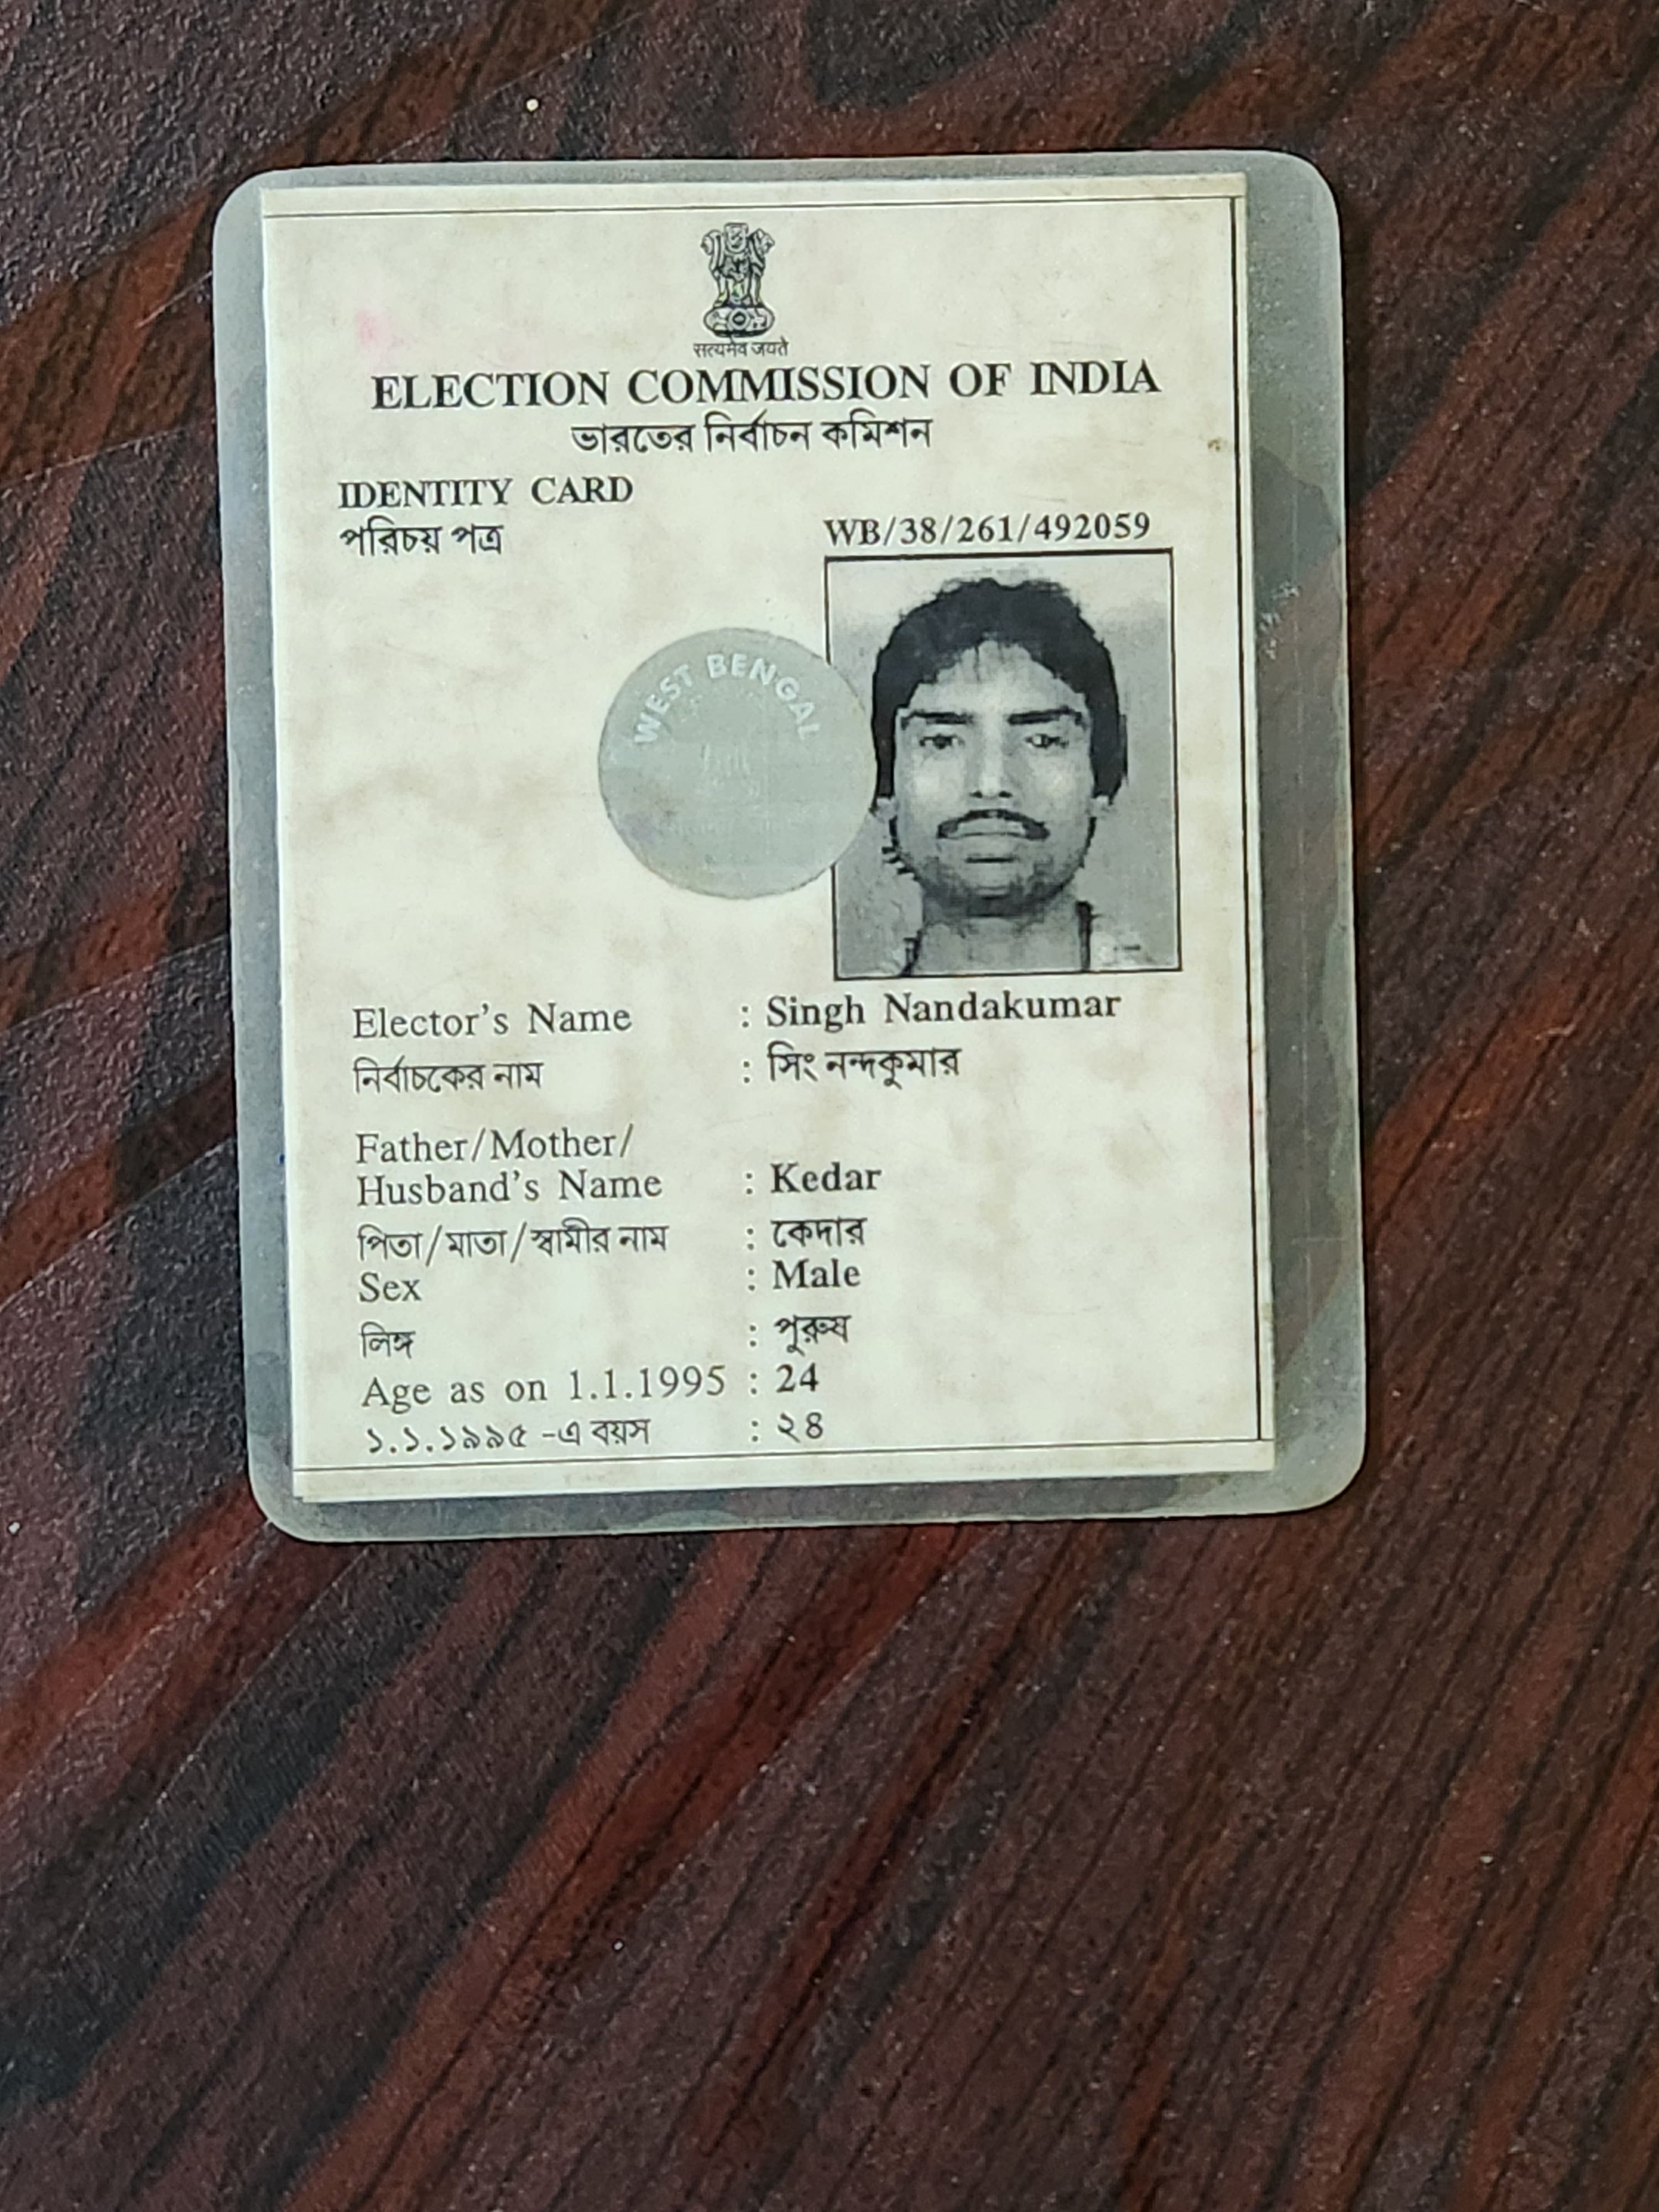 सत्यमेव जयते
ELECTION COMMISSION OF INDIA
ভারতের নির্বাচন কমিশন
IDENTITY CARD
পরিচয় পত্র
WB/38/261/492059
WEST BENGAL
Elector's Name : Singh Nandakumar
নির্বাচকের নাম : সিং নন্দকুমার
Father/Mother/
Husband's Name : Kedar
পিতা/মাতা/স্বামীর নাম : কেদার
Sex : Male
লিঙ্গ : পুরুষ
Age as on 1.1.1995 : 24
১.১.১৯৯৫ -এ বয়স : ২৪